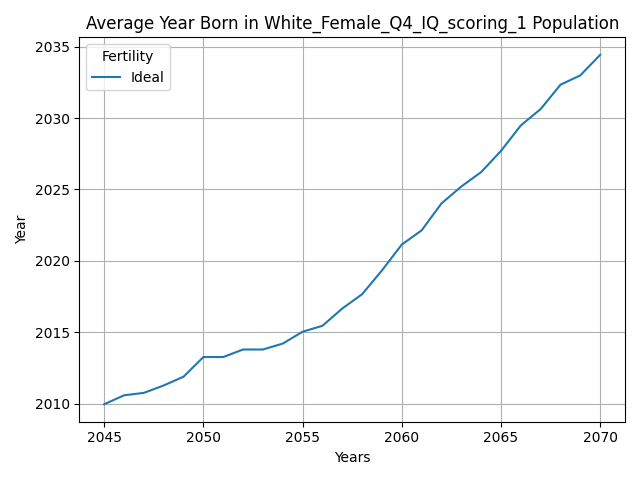 Average Year Born in White_Female_Q4_IQ_scoring_1 Population
Fertility
Ideal
2035
2030
2025
2020
2015
2010
Year
2045 2050 2055 2060 2065 2070
Years